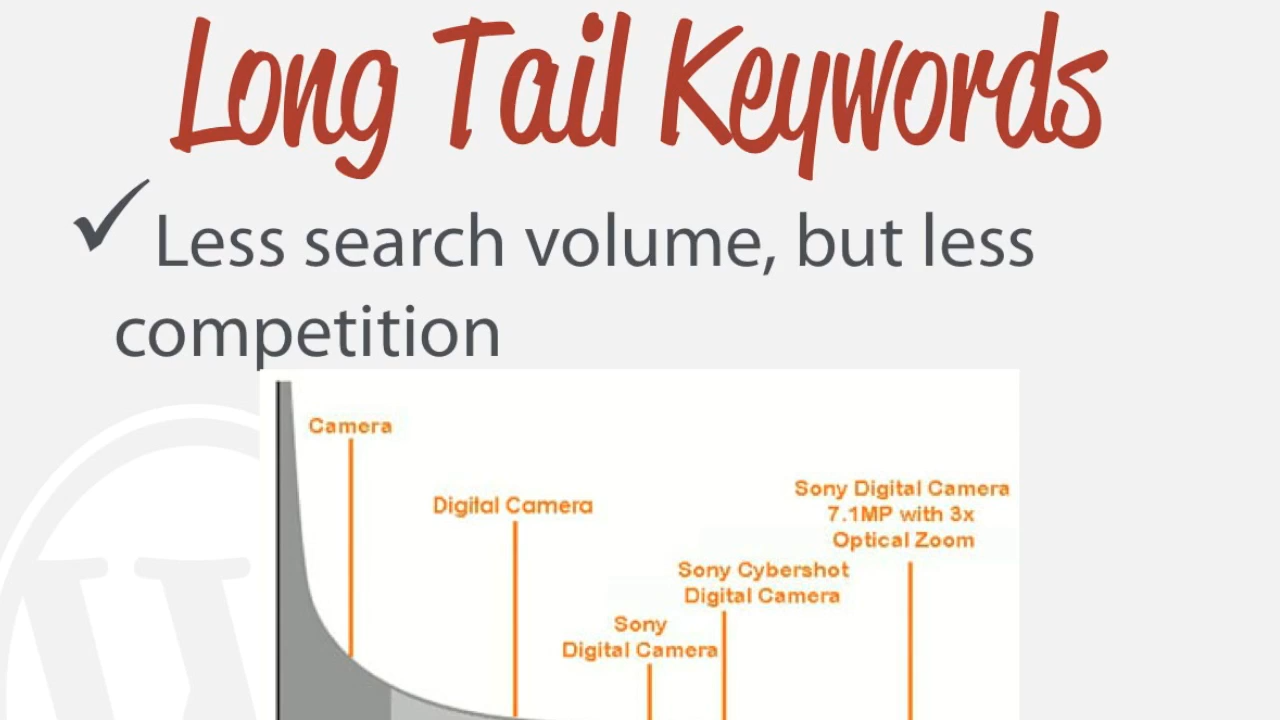 Long Tail Keywords
✓ Less search volume, but less
competition
Camera
Digital Camera
Sony Digital Camera
7.1MP with 3x
Optical Zoom
Sony Cybershot
Digital Camera
Sony
Digital Camera